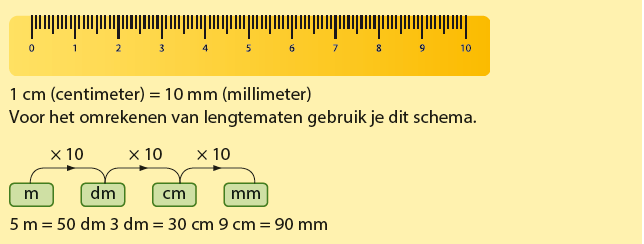 0 1 2 3 4 5 6 7 8 9 10
1 cm (centimeter) = 10 mm (millimeter)
Voor het omrekenen van lengtematen gebruik je dit schema.
× 10 × 10 × 10
m dm cm mm
5 m = 50 dm 3 dm = 30 cm 9 cm = 90 mm